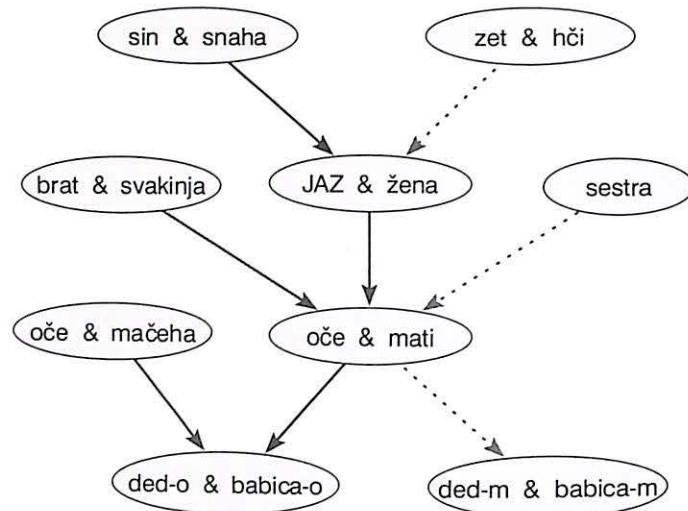 sin & snaha
zet & hči
brat & svakinja
JAZ & žena
sestra
oče & mačeha
oče & mati
ded-o & babica-o
ded-m & babica-m